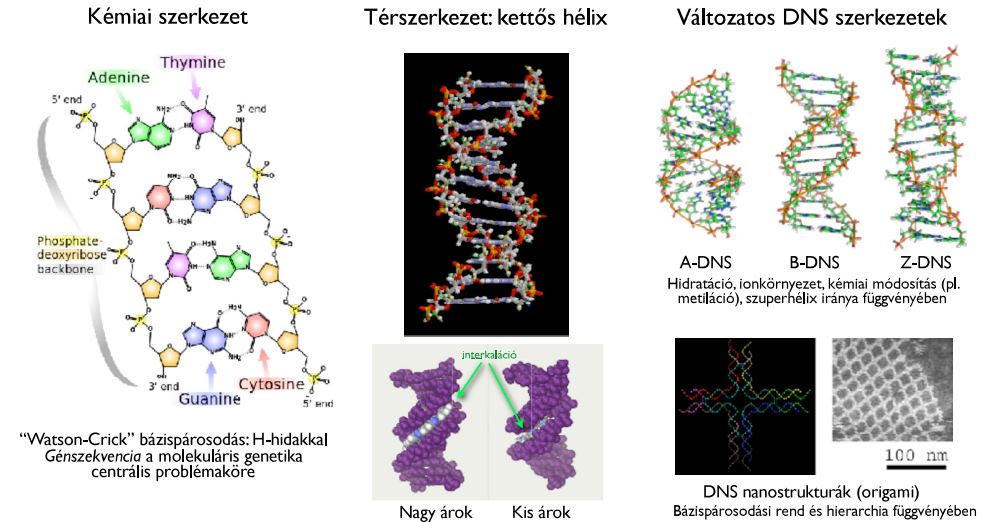 Kémiai szerkezet
Thymine
Adenine
5' end
3' end
Phosphate-
deoxyribose
backbone
3' end
Cytosine
Guanine
5' end
"Watson-Crick" bázispárosodás: H-hidakkal
Génszekvencia a molekuláris genetika
centrális problémaköre
Térszerkezet: kettős hélix
interkaláció
Nagy árok
Kis árok
Változatos DNS szerkezetek
A-DNS
B-DNS
Z-DNS
Hidratáció, ionkörnyezet, kémiai módosítás (pl.
metiláció), szuperhélix iránya függvényében
100 nm
DNS nanostruktúrák (origami)
Bázispárosodási rend és hierarchia függvényében